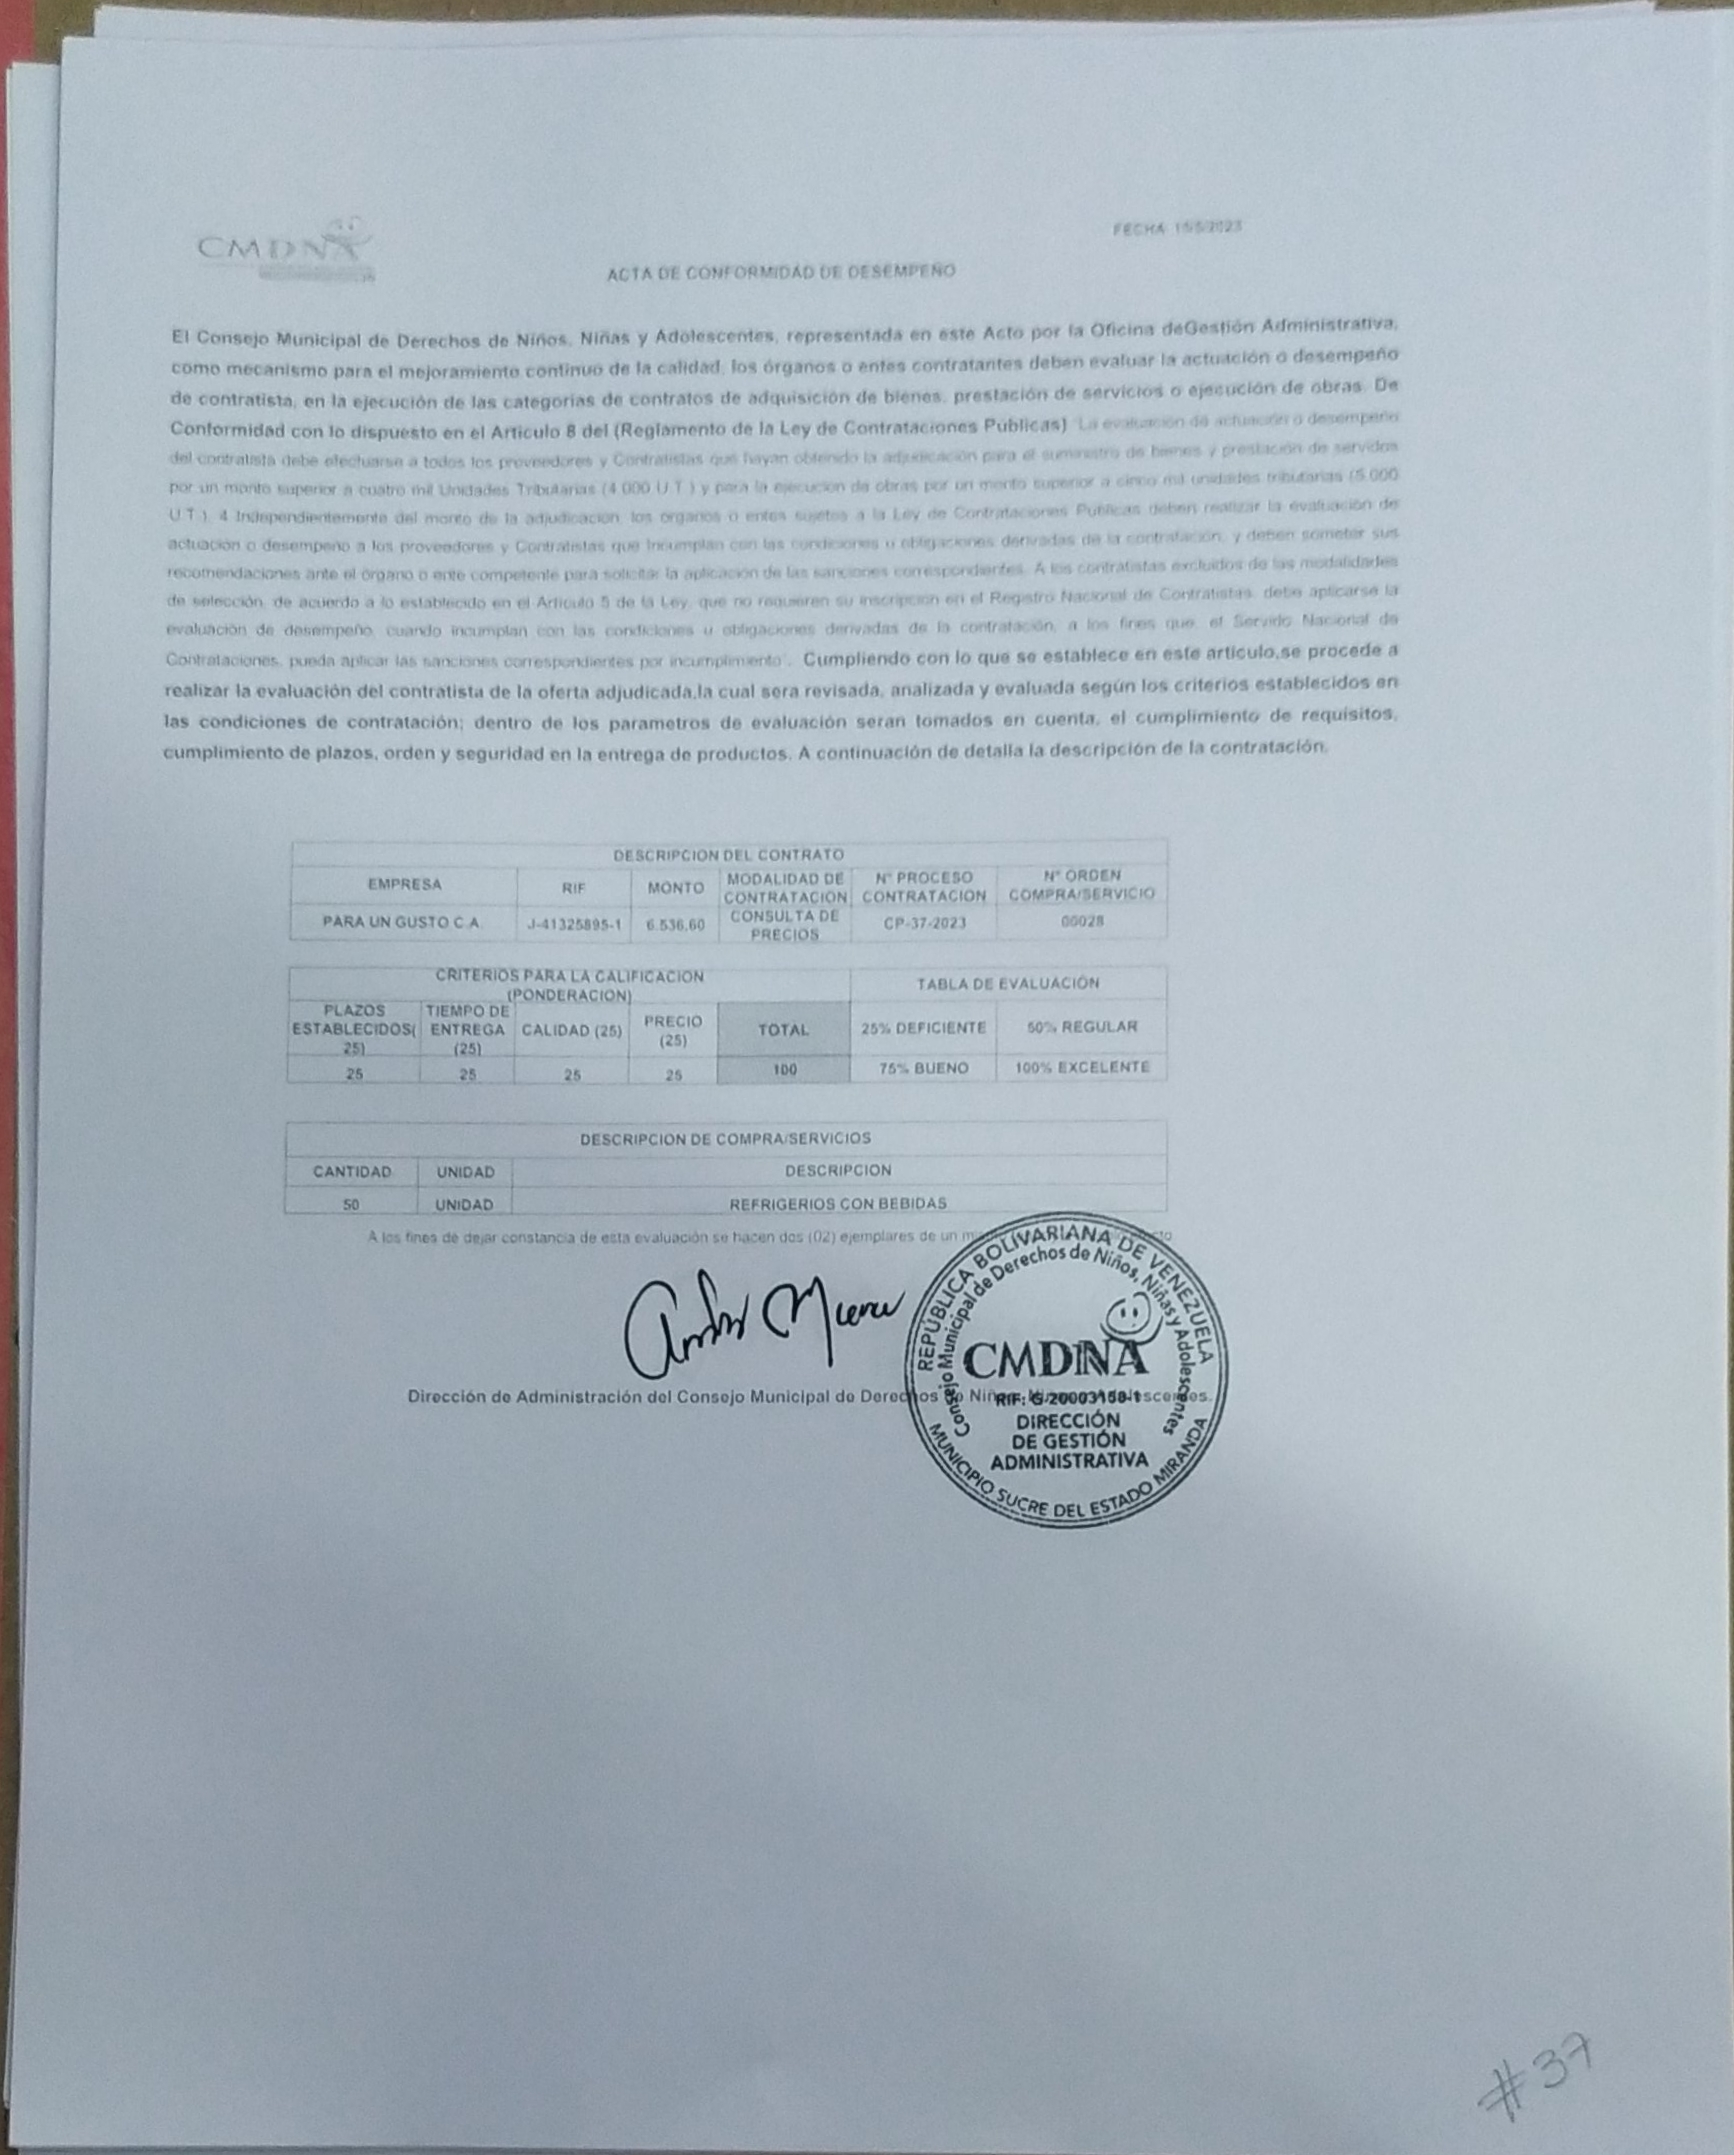 CMDNA
FECHA
ACTA DE CONFORMIDAD DE DESEMPEÑO
El Consejo Municipal de Derechos de Niños, Niñas y Adolescentes, representada en este Acto por la Oficina deGestión Administrativa,
como mecanismo para el mejoramiento continuo de la calidad, los órganos o entes contratantes deben evaluar la actuación o desempeño
de contratista, en la ejecución de las categorías de contratos de adquisición de bienes, prestación de servicios o ejecución de obras. De
Conformidad con lo dispuesto en el Articulo 8 del (Reglamento de la Ley de Contrataciones Públicas) "La evaluación de actuación o desempeño
del contratista debe efectuarse a todos los proveedores y Contratistas que hayan obtenido la adjudicación para el suministro de bienes y prestación de servidos
por un monto superior a cuatro mil Unidades Tributarias (4.000 U.T.) y para la ejecucion de obras por un monto superior a cinco mil unidades tributarias (5.000
U.T.). 4 Independientemente del monto de la adjudicacion, los organos o entes sujetos a la Ley de Contrataciones Publicas deben realizar la evaluación de
actuación o desempeño a los proveedores y Contratistas que Incumplan con las condiciones u obligaciones derivadas de la contratación, y deben someter sus
recomendaciones ante el órgano o ente competente para solicitar la aplicación de las sanciones correspondientes. A los contratistas excluidos de las modalidades
de selección, de acuerdo a lo establecido en el Articulo 5 de la Ley, que no requieren su inscripcion en el Registro Nacional de Contratistas, debe aplicarse la
evaluación de desempeño, cuando incumplan con las condiciones u obligaciones derivadas de la contratación, a los fines que, el Servido Nacional de
Contrataciones, pueda aplicar las sanciones correspondientes por incumplimiento". Cumpliendo con lo que se establece en este articulo,se procede a
realizar la evaluación del contratista de la oferta adjudicada,la cual sera revisada, analizada y evaluada según los criterios establecidos en
las condiciones de contratación; dentro de los parametros de evaluación seran tomados en cuenta, el cumplimiento de requisitos,
cumplimiento de plazos, orden y seguridad en la entrega de productos. A continuación de detalla la descripción de la contratación.
DESCRIPCION DEL CONTRATO
EMPRESA RIF MONTO MODALIDAD DE CONTRATACION N° PROCESO CONTRATACION N° ORDEN COMPRA/SERVICIO
PARA UN GUSTO C.A. J-41325895-1 6.536,60 CONSULTA DE PRECIOS CP-37-2023 00028
CRITERIOS PARA LA CALIFICACION (PONDERACION) TABLA DE EVALUACIÓN
PLAZOS ESTABLECIDOS( 25) TIEMPO DE ENTREGA (25) CALIDAD (25) PRECIO (25) TOTAL 25% DEFICIENTE 50% REGULAR
25 25 25 25 100 75% BUENO 100% EXCELENTE
DESCRIPCION DE COMPRA/SERVICIOS
CANTIDAD UNIDAD DESCRIPCION
50 UNIDAD REFRIGERIOS CON BEBIDAS
A los fines de dejar constancia de esta evaluación se hacen dos (02) ejemplares de un
Dirección de Administración del Consejo Municipal de Derechos de Niños, Niñas y Adolescentes.
REPÚBLICA BOLIVARIANA DE VENEZUELA
Consejo Municipal de Derechos de Niños, Niñas y Adolescentes
CMDNA
RIF: G-20003158-1
DIRECCIÓN
DE GESTIÓN
ADMINISTRATIVA
MUNICIPIO SUCRE DEL ESTADO MIRANDA
#37